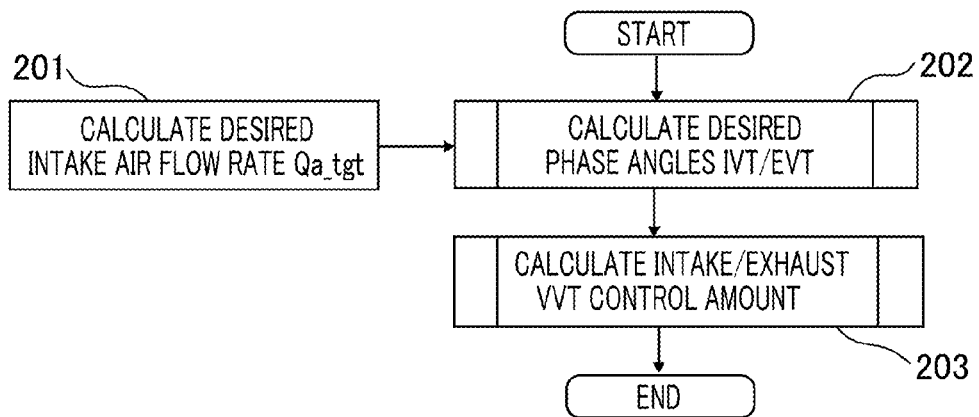 START
201
202
CALCULATE DESIRED
INTAKE AIR FLOW RATE Qa_tgt
CALCULATE DESIRED
PHASE ANGLES IVT/EVT
CALCULATE INTAKE/EXHAUST
VVT CONTROL AMOUNT
203
END